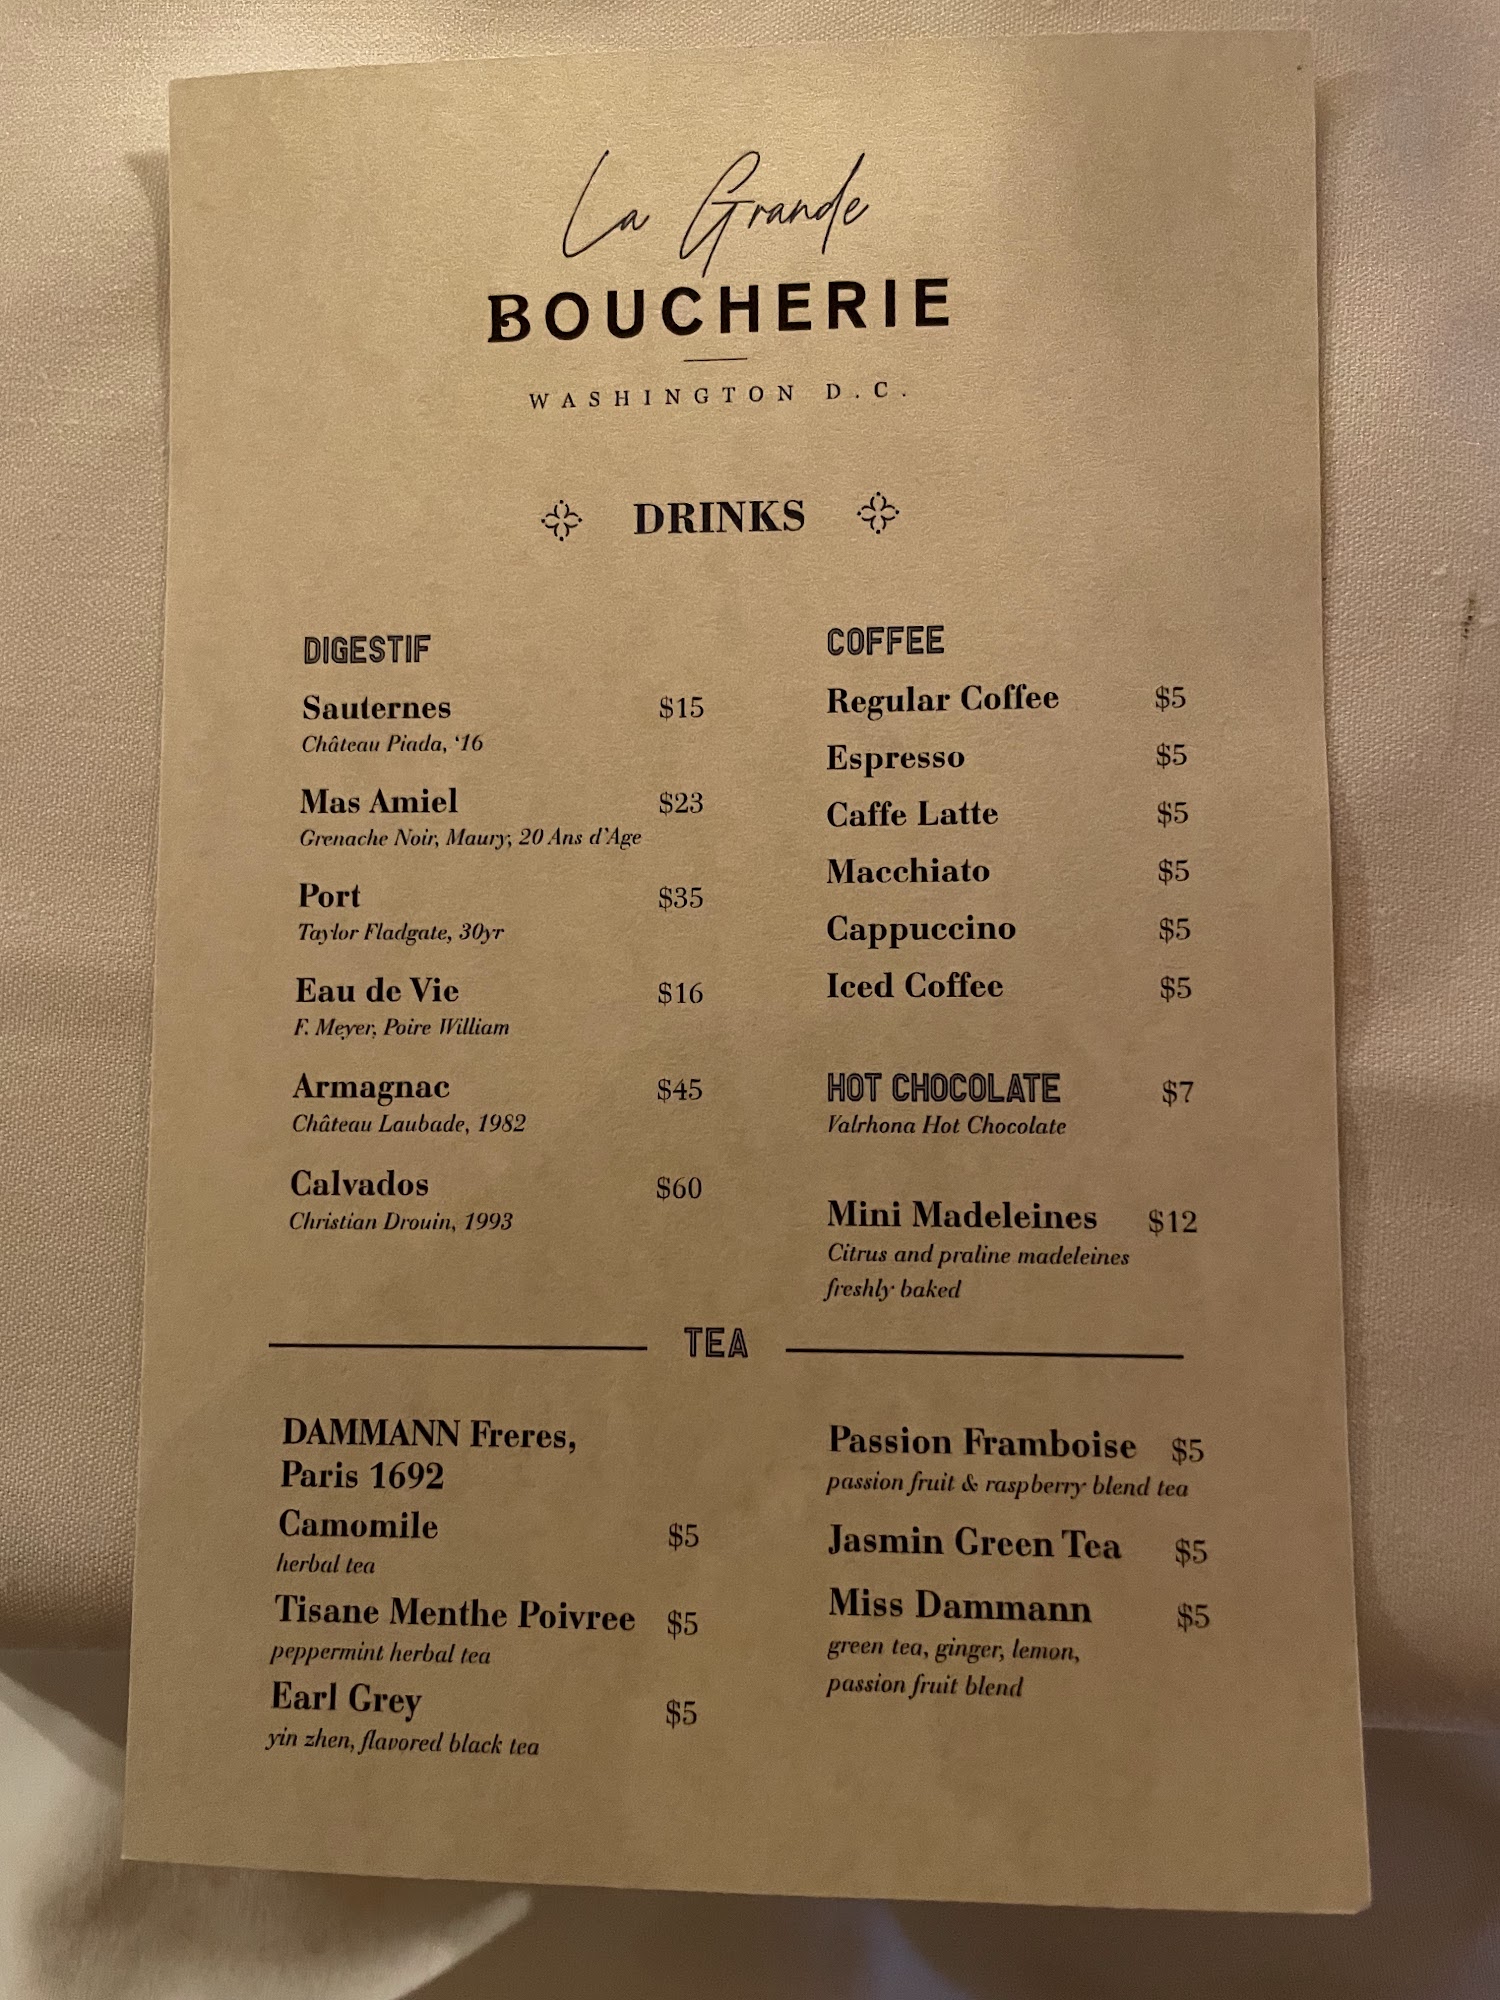 La Grande
BOUCHERIE
WASHINGTON D.C.
DRINKS
DIGESTIF
Sauternes $15
Château Piada, ‘16
Mas Amiel $23
Grenache Noir, Maury, 20 Ans d’Age
Port $35
Taylor Fladgate, 30yr
Eau de Vie $16
F. Meyer, Poire William
Armagnac $45
Château Laubade, 1982
Calvados $60
Christian Drouin, 1993
COFFEE
Regular Coffee $5
Espresso $5
Caffe Latte $5
Macchiato $5
Cappuccino $5
Iced Coffee $5
HOT CHOCOLATE $7
Valrhona Hot Chocolate
Mini Madeleines $12
Citrus and praline madeleines
freshly baked
TEA
DAMMANN Freres,
Paris 1692
Camomile $5
herbal tea
Tisane Menthe Poivree $5
peppermint herbal tea
Earl Grey $5
yin zhen, flavored black tea
Passion Framboise $5
passion fruit & raspberry blend tea
Jasmin Green Tea $5
Miss Dammann $5
green tea, ginger, lemon,
passion fruit blend